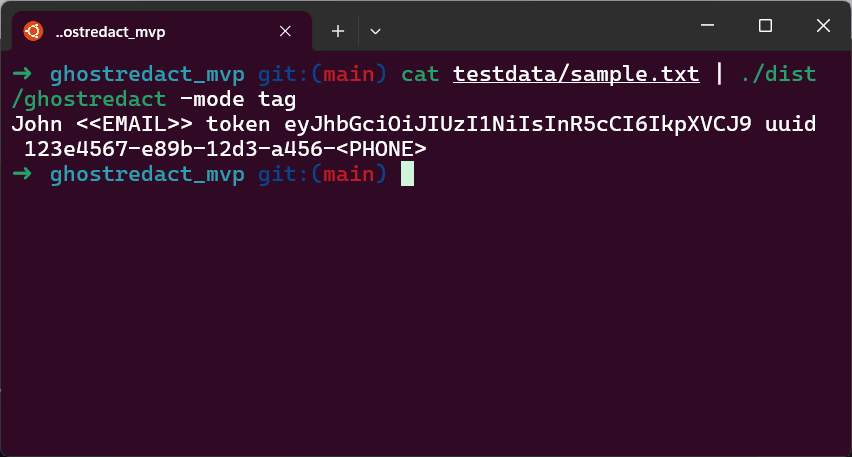 ..ostredact_mvp
➜ ghostredact_mvp git:(main) cat testdata/sample.txt | ./dist
/ghostredact -mode tag
John <<EMAIL>> token eyJhbGciOiJIUzI1NiIsInR5cCI6IkpXVCJ9 uuid
123e4567-e89b-12d3-a456-<PHONE>
➜ ghostredact_mvp git:(main)